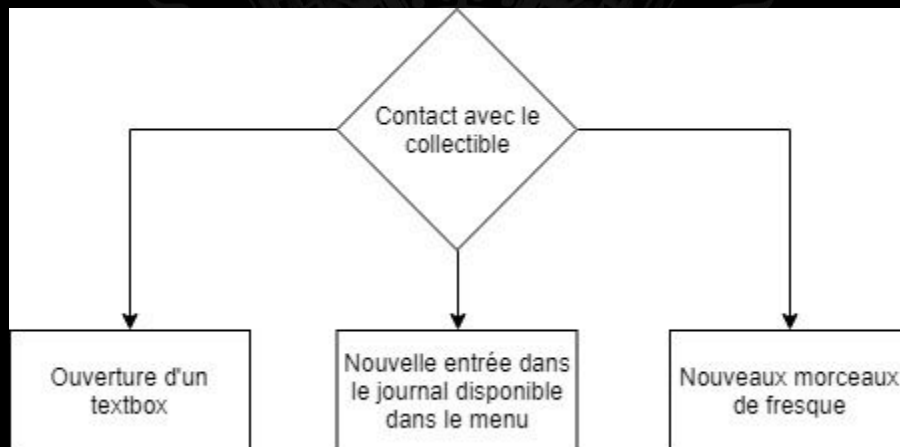 Contact avec le
collectible
Ouverture d'un
textbox
Nouvelle entrée dans
le journal disponible
dans le menu
Nouveaux morceaux
de fresque